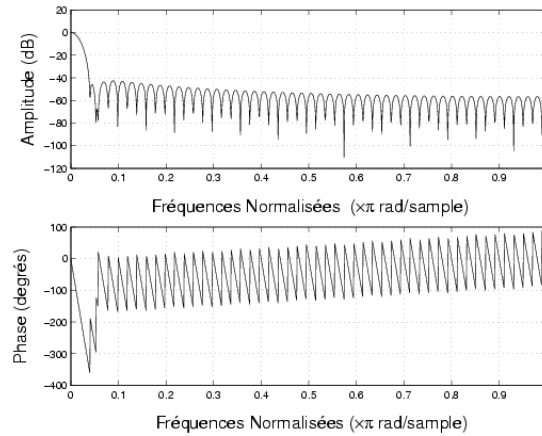 20
0
−20
−40
−60
−80
−100
−120
Amplitude (dB)
0 0.1 0.2 0.3 0.4 0.5 0.6 0.7 0.8 0.9
Fréquences Normalisées (×π rad/sample)
100
0
−100
−200
−300
−400
Phase (degrés)
0 0.1 0.2 0.3 0.4 0.5 0.6 0.7 0.8 0.9
Fréquences Normalisées (×π rad/sample)